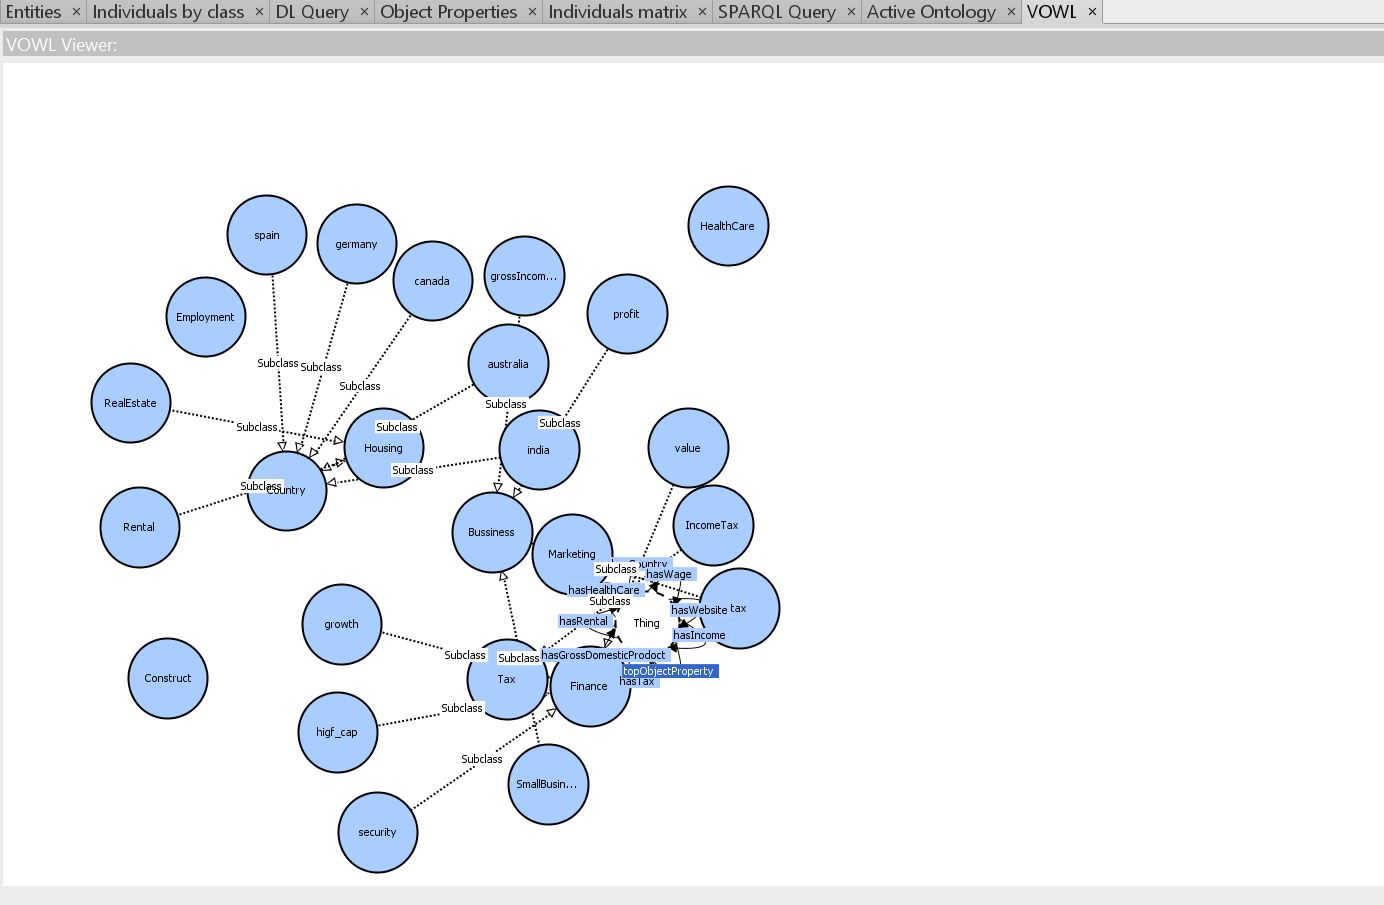 Entities × Individuals by class × DL Query × Object Properties × Individuals matrix × SPARQL Query × Active Ontology × VOWL ×
VOWL Viewer:
HealthCare
spain
germany
canada
grossIncom...
Employment
profit
australia
Subclass
Subclass
Subclass
RealEstate
Subclass
Subclass
Subclass
Subclass
Housing
india
value
Subclass
Subclass
Country
Rental
IncomeTax
Bussiness
Marketing
Country
Subclass
hasWage
hasHealthCare
Subclass
hasWebsite
tax
hasRental
Thing
growth
hasIncome
Subclass
Subclass
hasGrossDomesticProdoct
topObjectProperty
Construct
Tax
Finance
hasTax
Subclass
higf_cap
Subclass
SmallBusin...
security